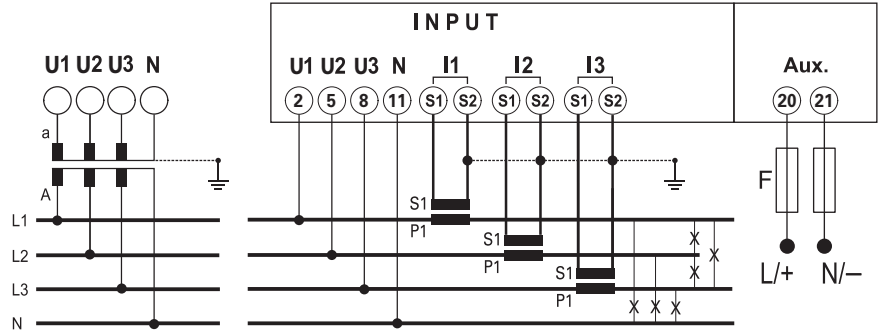 INPUT
U1 U2 U3 N
U1 U2 U3 N I1 I2 I3
Aux.
2 5 8 11 S1 S2 S1 S2 S1 S2
20 21
a
A
F
S1
P1
L1
S1
P1
L2
S1
P1
L3
N
X
X X
X
X X X
L/+ N/–